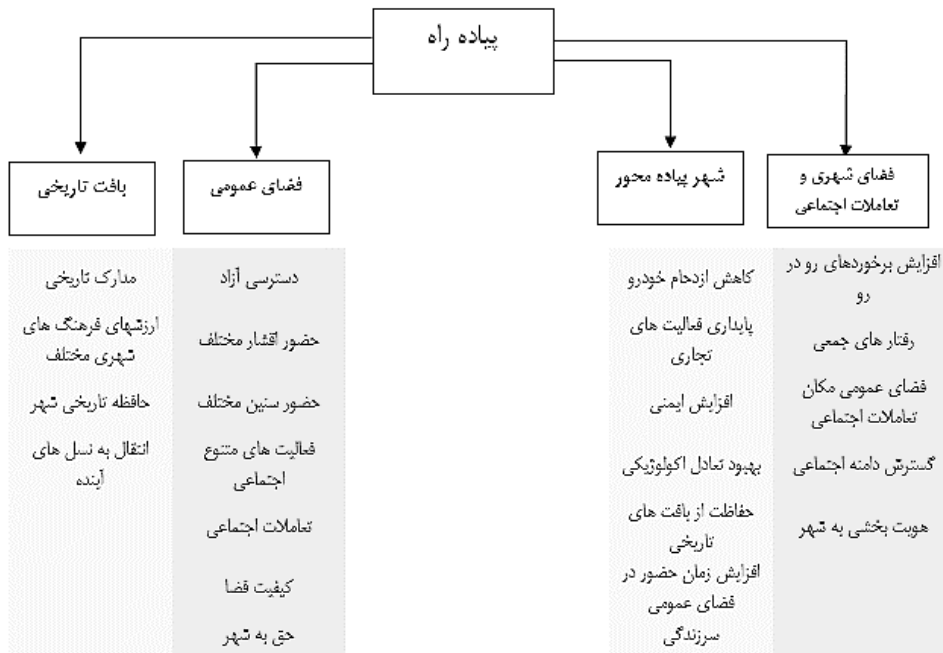 پیاده راه
فضای شهری و
تعاملات اجتماعی
افزایش برخوردهای رو در
رو
رفتار های جمعی
فضای عمومی مکان
تعاملات اجتماعی
گسترش دامنه اجتماعی
هویت بخشی به شهر
شهر پیاده محور
کاهش ازدحام خودرو
پایداری فعالیت های
تجاری
افزایش ایمنی
بهبود تعادل اکولوژیکی
حفاظت از بافت های
تاریخی
افزایش زمان حضور در
فضای عمومی
سرزندگی
فضای عمومی
دسترسی آزاد
حضور اقشار مختلف
حضور سنین مختلف
فعالیت های متنوع
اجتماعی
تعاملات اجتماعی
کیفیت فضا
حق به شهر
بافت تاریخی
مدارک تاریخی
ارزشهای فرهنگ های
شهری مختلف
حافظه تاریخی شهر
انتقال به نسل های
آینده